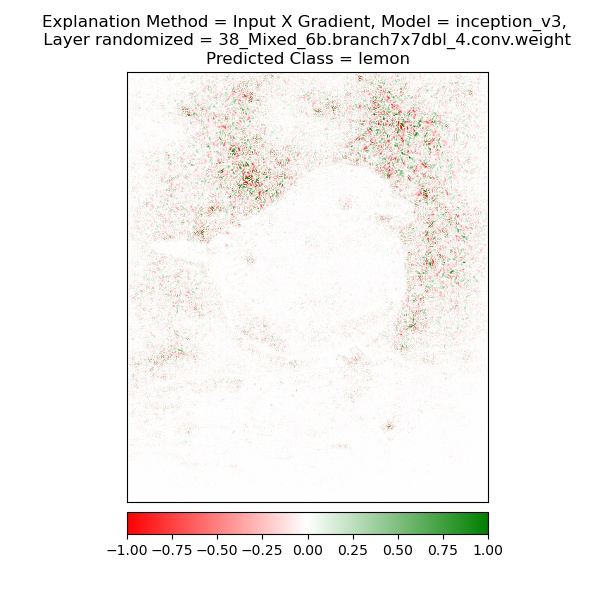 Explanation Method = Input X Gradient, Model = inception_v3,
Layer randomized = 38_Mixed_6b.branch7x7dbl_4.conv.weight
Predicted Class = lemon
−1.00 −0.75 −0.50 −0.25 0.00 0.25 0.50 0.75 1.00